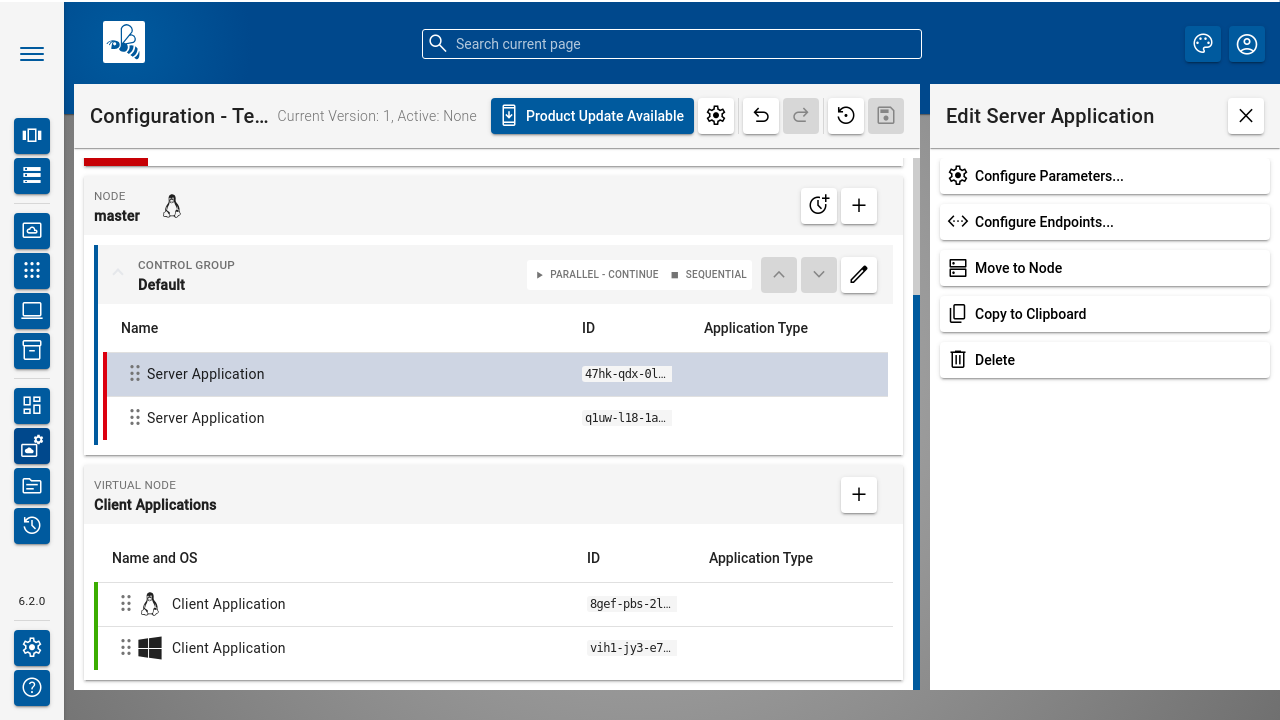 Search current page
Configuration - Te…
Current Version: 1, Active: None
Product Update Available
Edit Server Application
Configure Parameters...
Configure Endpoints...
Move to Node
Copy to Clipboard
Delete
NODE
master
CONTROL GROUP
Default
PARALLEL - CONTINUE
SEQUENTIAL
Name
ID
Application Type
Server Application
47hk-qdx-0l…
Server Application
q1uw-l18-1a…
VIRTUAL NODE
Client Applications
Name and OS
ID
Application Type
Client Application
8gef-pbs-2l…
Client Application
vih1-jy3-e7…
6.2.0